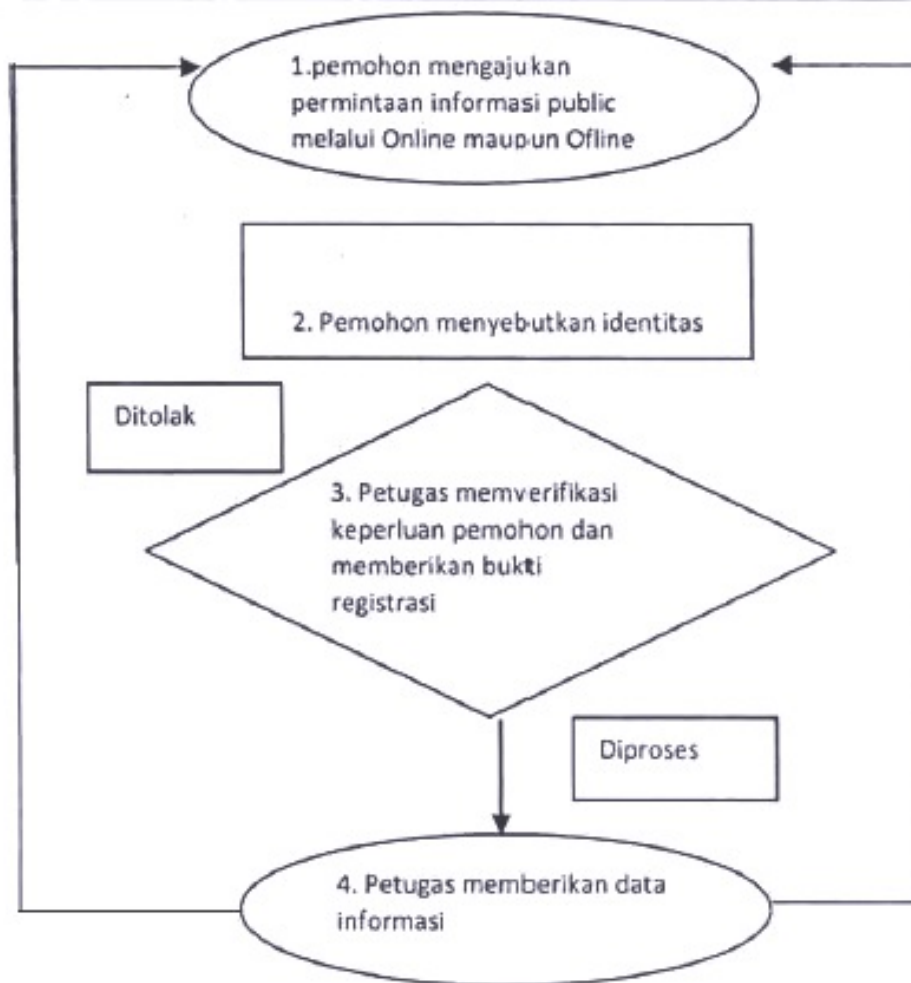 1.pemohon mengajukan
permintaan informasi public
melalui Online maupun Ofline
2. Pemohon menyebutkan identitas
Ditolak
3. Petugas memverifikasi
keperluan pemohon dan
memberikan bukti
registrasi
Diproses
4. Petugas memberikan data
informasi